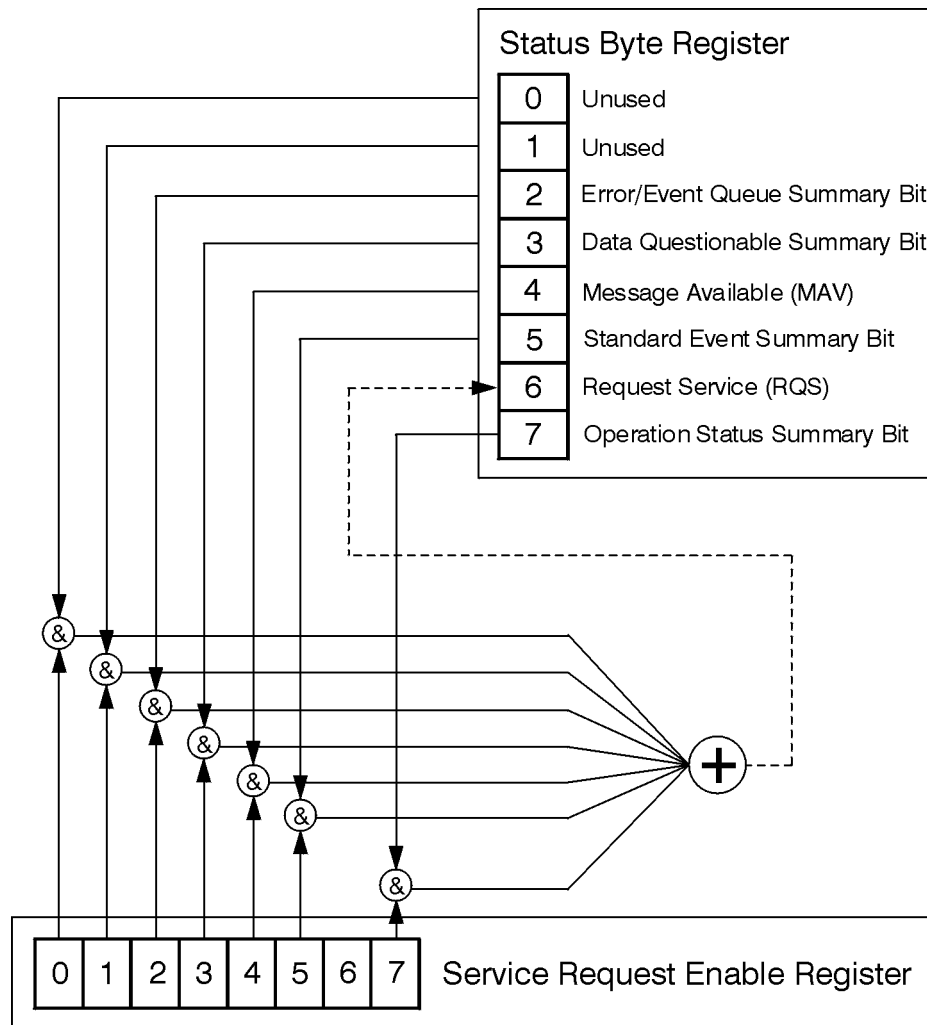 Status Byte Register
0 Unused
1 Unused
2 Error/Event Queue Summary Bit
3 Data Questionable Summary Bit
4 Message Available (MAV)
5 Standard Event Summary Bit
6 Request Service (RQS)
7 Operation Status Summary Bit
&
&
&
&
+
&
&
&
0 1 2 3 4 5 6 7 Service Request Enable Register